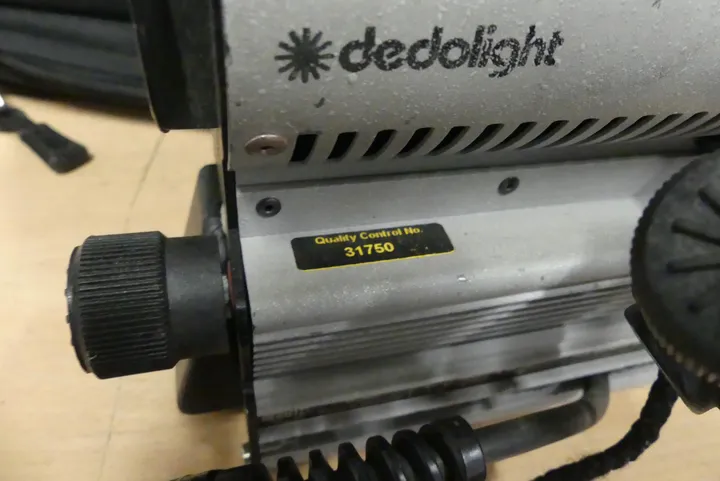 dedolight
Quality Control No.
31750